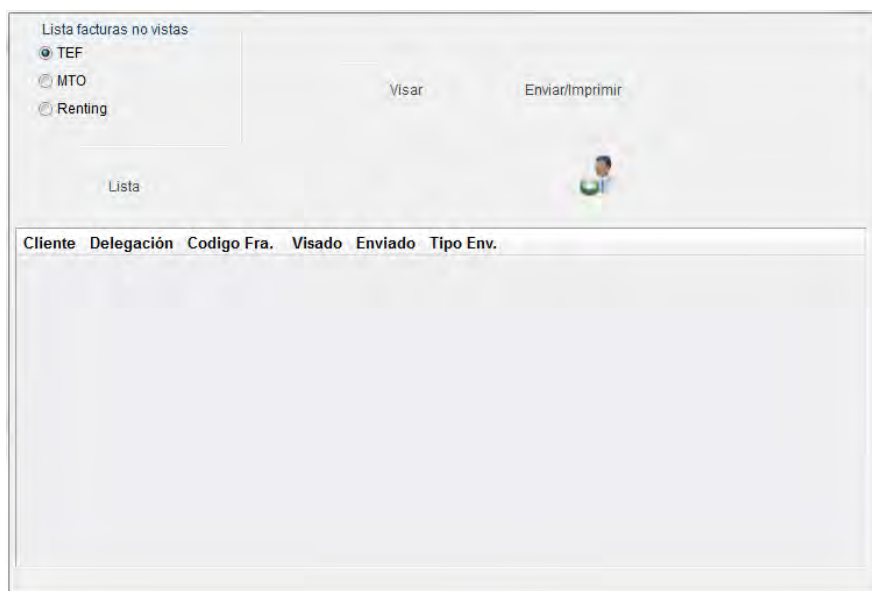 Lista facturas no vistas
TEF
MTO
Renting
Visar Enviar/Imprimir
Lista
Cliente Delegación Codigo Fra. Visado Enviado Tipo Env.